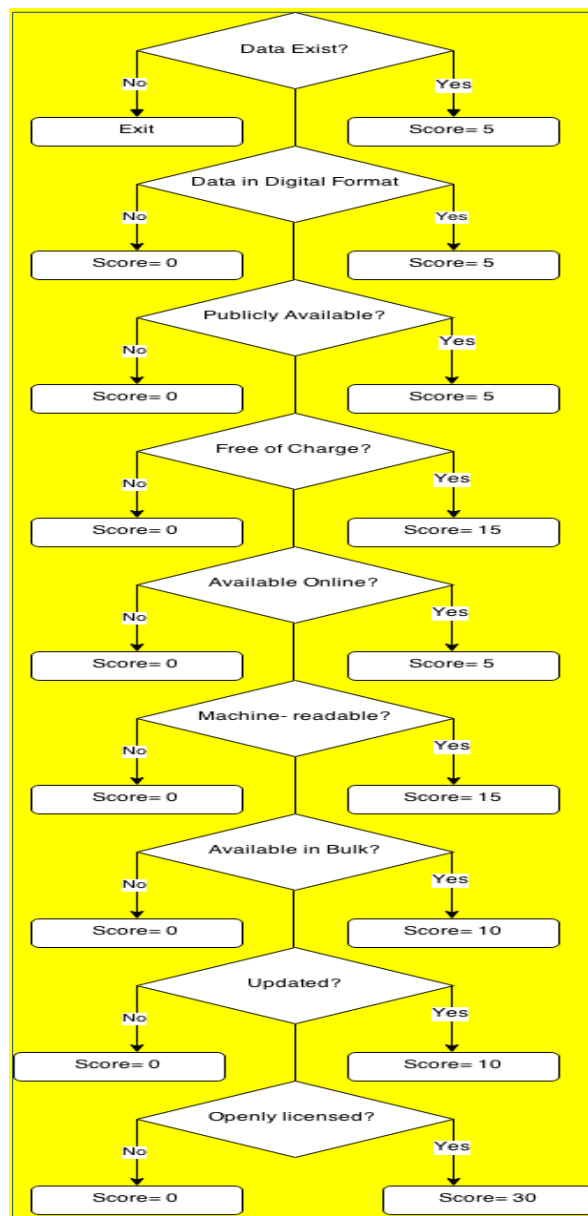 Data Exist?
No
Yes
Exit
Score= 5
Data in Digital Format
No
Yes
Score= 0
Score= 5
Publicly Available?
No
Yes
Score= 0
Score= 5
Free of Charge?
No
Yes
Score= 0
Score= 15
Available Online?
No
Yes
Score= 0
Score= 5
Machine- readable?
No
Yes
Score= 0
Score= 15
Available in Bulk?
No
Yes
Score= 0
Score= 10
Updated?
No
Yes
Score= 0
Score= 10
Openly licensed?
No
Yes
Score= 0
Score= 30